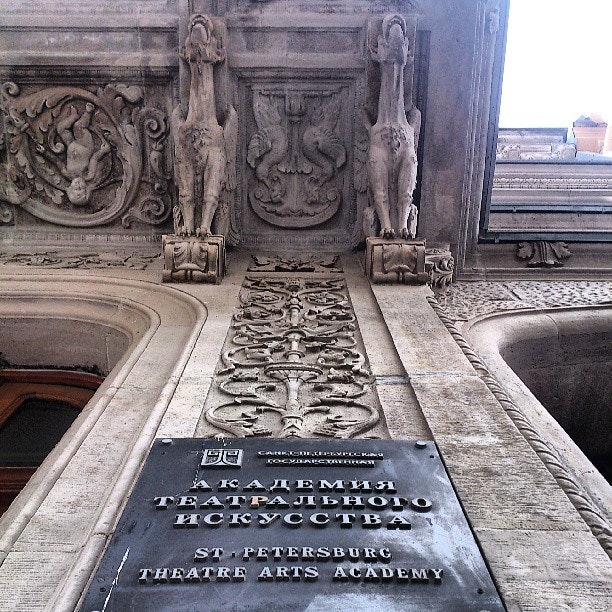 САНКТ-ПЕТЕРБУРГСКАЯ
ГОСУДАРСТВЕННАЯ
АКАДЕМИЯ
ТЕАТРАЛЬНОГО
ИСКУССТВА
ST · PETERSBURG
THEATRE ARTS ACADEMY